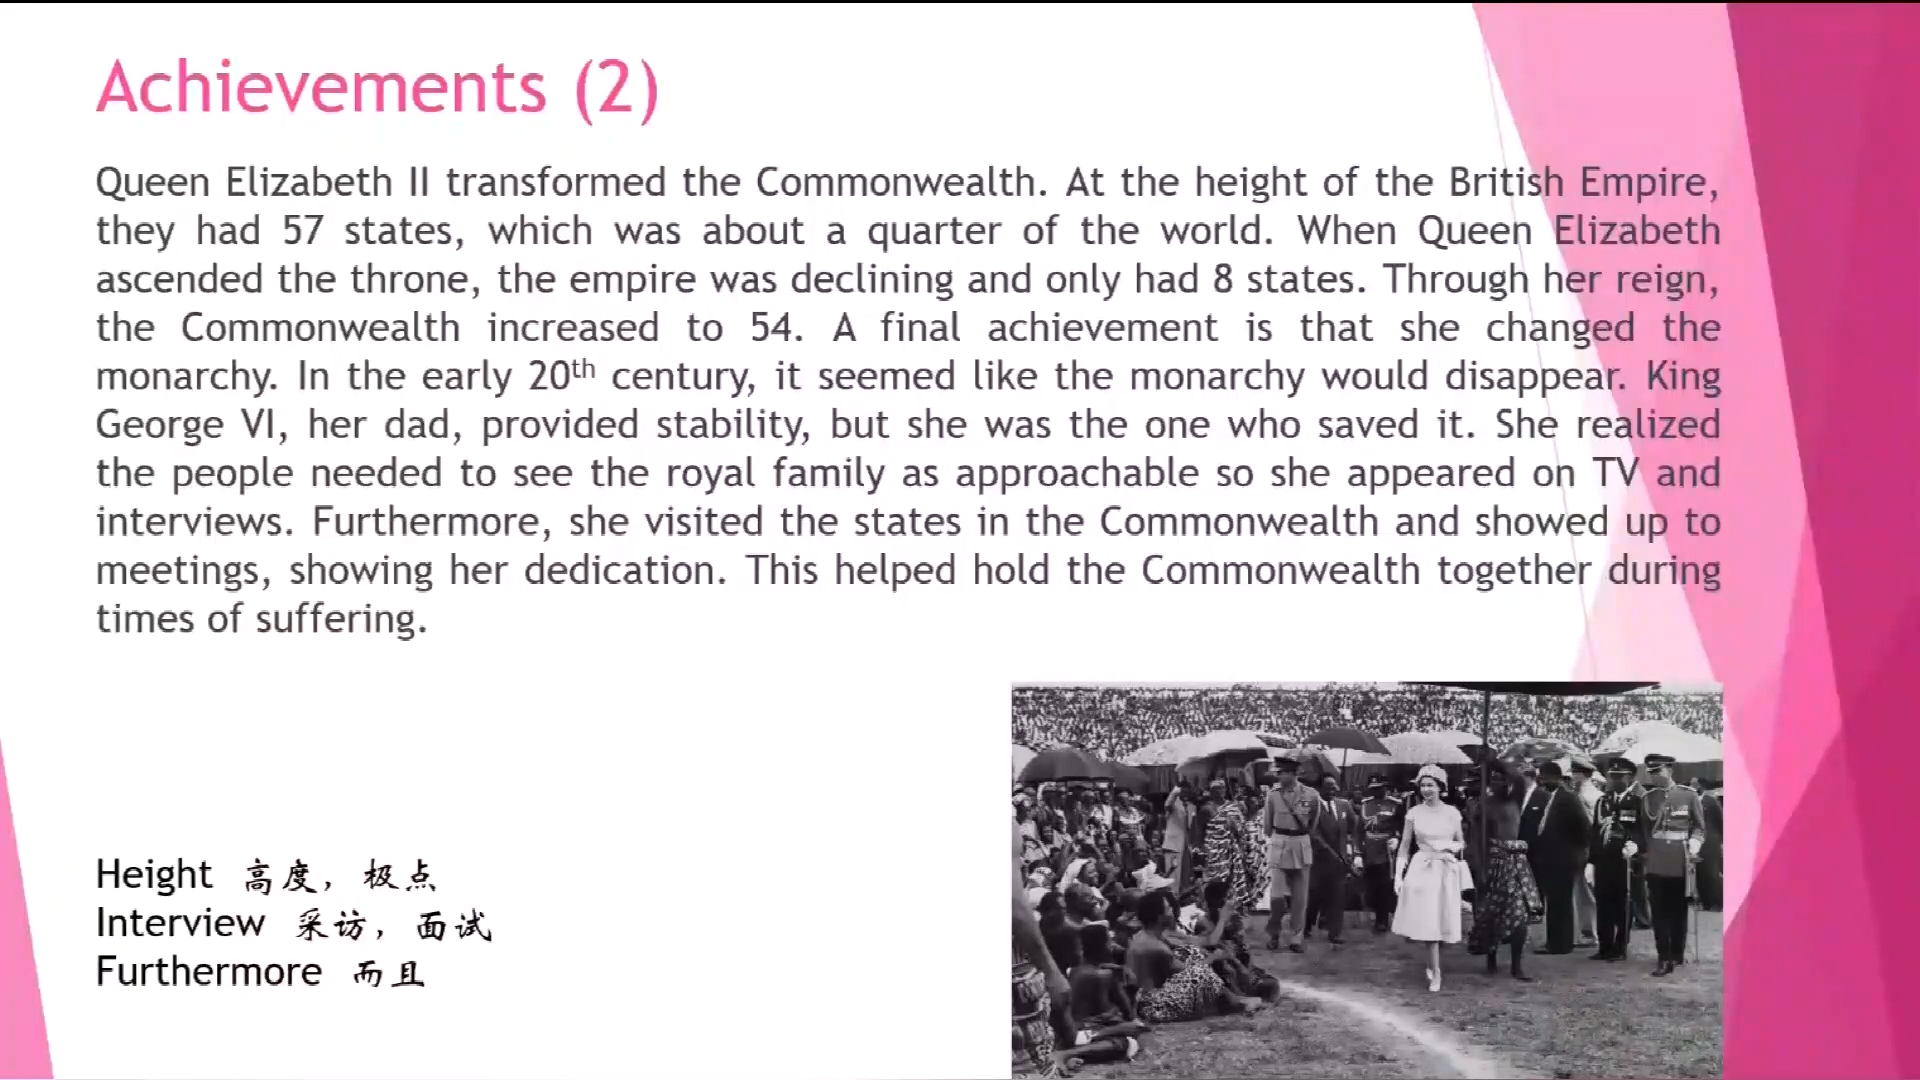 Achievements (2)
Queen Elizabeth II transformed the Commonwealth. At the height of the British Empire,
they had 57 states, which was about a quarter of the world. When Queen Elizabeth
ascended the throne, the empire was declining and only had 8 states. Through her reign,
the Commonwealth increased to 54. A final achievement is that she changed the
monarchy. In the early 20th century, it seemed like the monarchy would disappear. King
George VI, her dad, provided stability, but she was the one who saved it. She realized
the people needed to see the royal family as approachable so she appeared on TV and
interviews. Furthermore, she visited the states in the Commonwealth and showed up to
meetings, showing her dedication. This helped hold the Commonwealth together during
times of suffering.
Height 高度，极点
Interview 采访，面试
Furthermore 而且